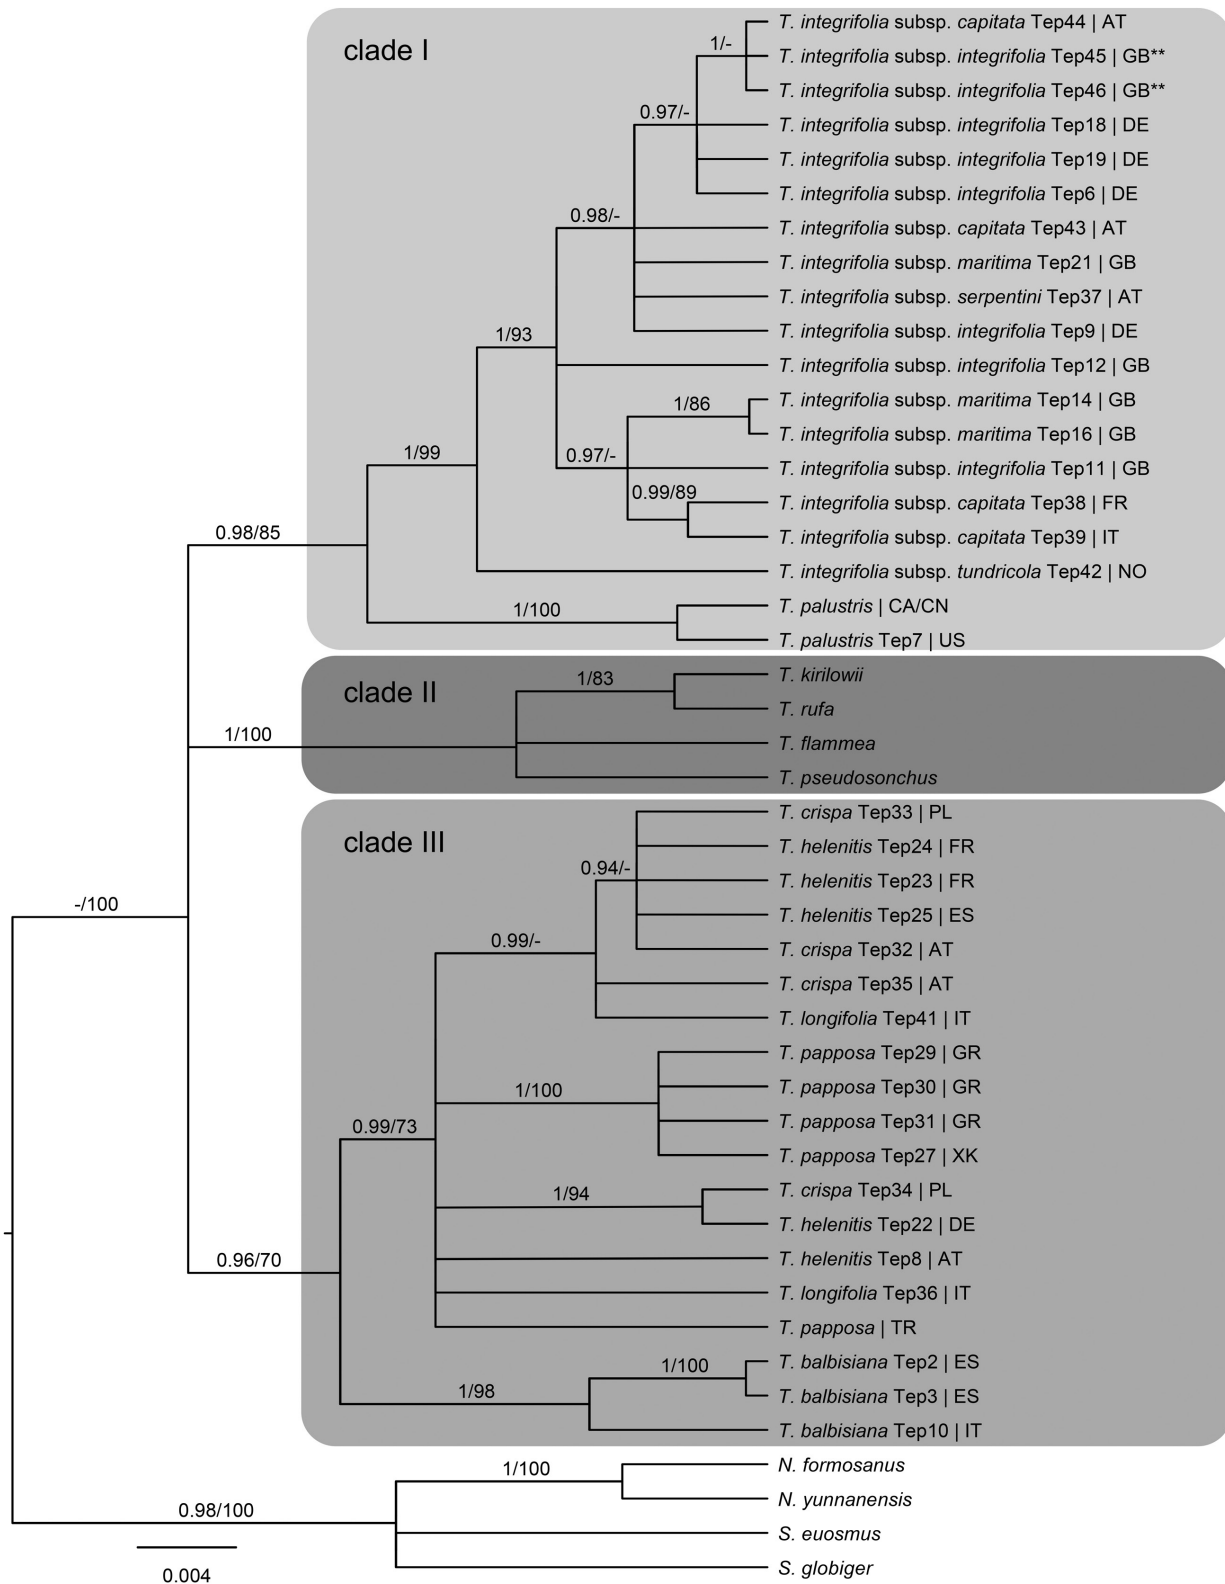 clade I
1/-
T. integrifolia subsp. capitata Tep44 | AT
T. integrifolia subsp. integrifolia Tep45 | GB**
T. integrifolia subsp. integrifolia Tep46 | GB**
0.97/-
T. integrifolia subsp. integrifolia Tep18 | DE
T. integrifolia subsp. integrifolia Tep19 | DE
T. integrifolia subsp. integrifolia Tep6 | DE
0.98/-
T. integrifolia subsp. capitata Tep43 | AT
T. integrifolia subsp. maritima Tep21 | GB
T. integrifolia subsp. serpentini Tep37 | AT
T. integrifolia subsp. integrifolia Tep9 | DE
1/93
T. integrifolia subsp. integrifolia Tep12 | GB
1/86
T. integrifolia subsp. maritima Tep14 | GB
T. integrifolia subsp. maritima Tep16 | GB
1/99
0.97/-
T. integrifolia subsp. integrifolia Tep11 | GB
0.99/89
T. integrifolia subsp. capitata Tep38 | FR
T. integrifolia subsp. capitata Tep39 | IT
0.98/85
T. integrifolia subsp. tundricola Tep42 | NO
1/100
T. palustris | CA/CN
T. palustris Tep7 | US
clade II
1/83
T. kirilowii
T. rufa
1/100
T. flammea
T. pseudosonchus
clade III
T. crispa Tep33 | PL
T. helenitis Tep24 | FR
0.94/-
T. helenitis Tep23 | FR
-/100
T. helenitis Tep25 | ES
0.99/-
T. crispa Tep32 | AT
T. crispa Tep35 | AT
T. longifolia Tep41 | IT
T. papposa Tep29 | GR
1/100
T. papposa Tep30 | GR
T. papposa Tep31 | GR
0.99/73
T. papposa Tep27 | XK
1/94
T. crispa Tep34 | PL
T. helenitis Tep22 | DE
0.96/70
T. helenitis Tep8 | AT
T. longifolia Tep36 | IT
T. papposa | TR
1/100
T. balbisiana Tep2 | ES
1/98
T. balbisiana Tep3 | ES
T. balbisiana Tep10 | IT
1/100
N. formosanus
N. yunnanensis
0.98/100
S. euosmus
S. globiger
0.004